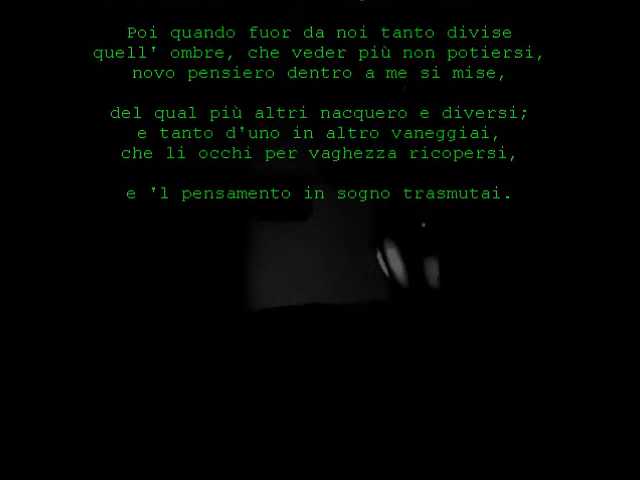 Poi quando fuor da noi tanto divise
quell' ombre, che veder più non potiersi,
novo pensiero dentro a me si mise,
del qual più altri nacquero e diversi;
e tanto d'uno in altro vaneggiai,
che li occhi per vaghezza ricopersi,
e 'l pensamento in sogno trasmutai.